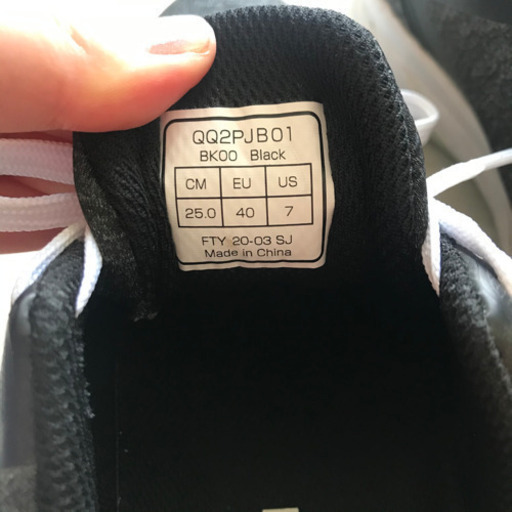 QQ2PJB01
BK00 Black
CM EU US
25.0 40 7
FTY 20-03 SJ
Made in China